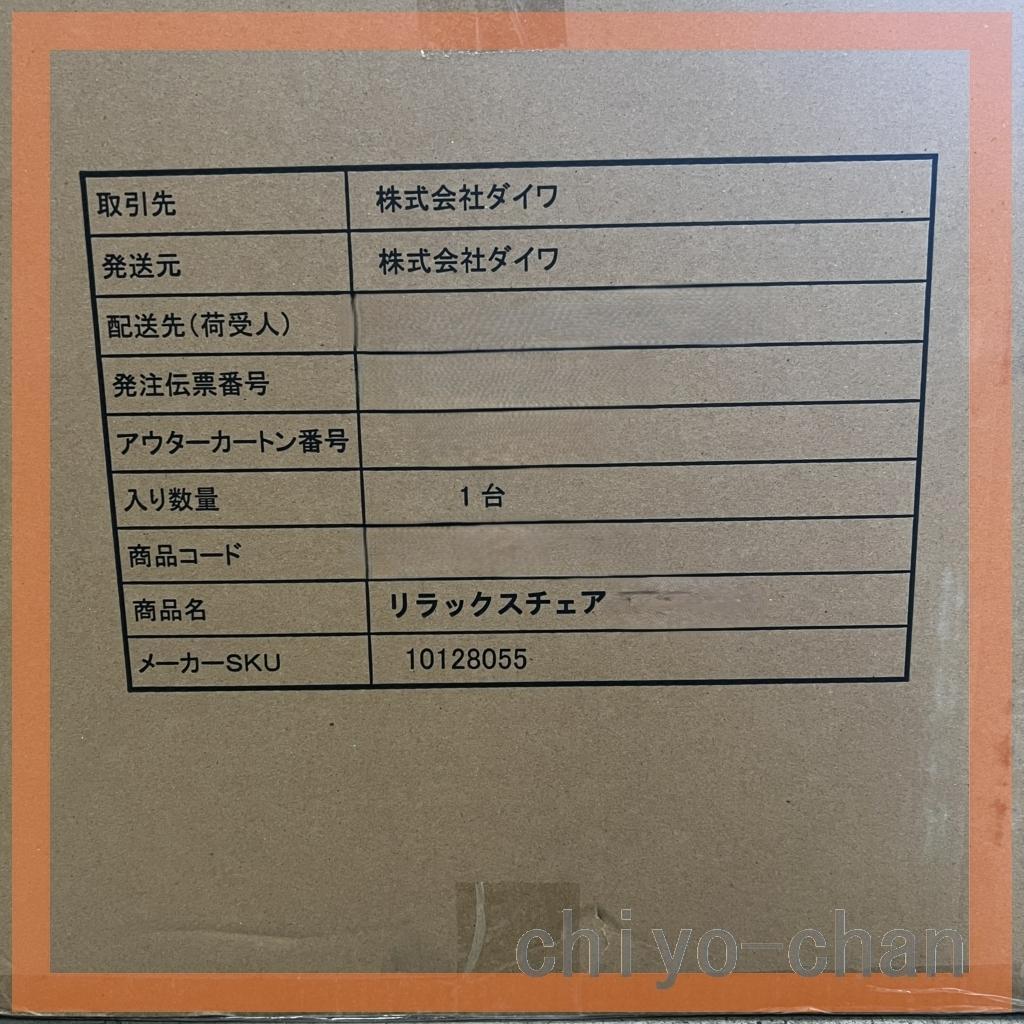 取引先 株式会社ダイワ
発送元 株式会社ダイワ
配送先(荷受人)
発注伝票番号
アウターカートン番号
入り数量 1台
商品コード
商品名 リラックスチェア
メーカーSKU 10128055
chiyo-chan